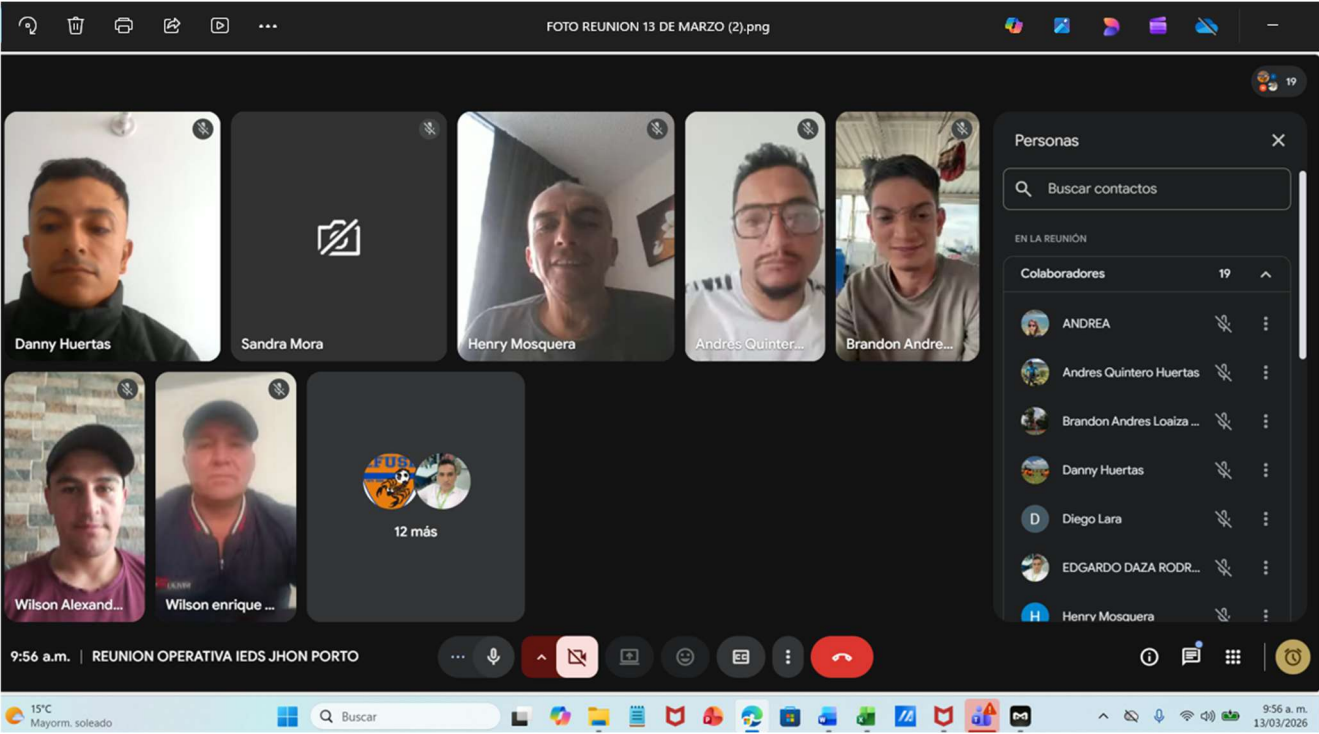 FOTO REUNION 13 DE MARZO (2).png
19
Personas
Buscar contactos
EN LA REUNIÓN
Colaboradores 19
ANDREA
Andres Quintero Huertas
Brandon Andres Loaiza ...
Danny Huertas
D Diego Lara
EDGARDO DAZA RODR...
H Henry Mosquera
Danny Huertas
Sandra Mora
Henry Mosquera
Andres Quinter...
Brandon Andre...
Wilson Alexand...
Wilson enrique ...
12 más
9:56 a.m. | REUNION OPERATIVA IEDS JHON PORTO
15°C
Mayorm. soleado
Buscar
9:56 a. m.
13/03/2026